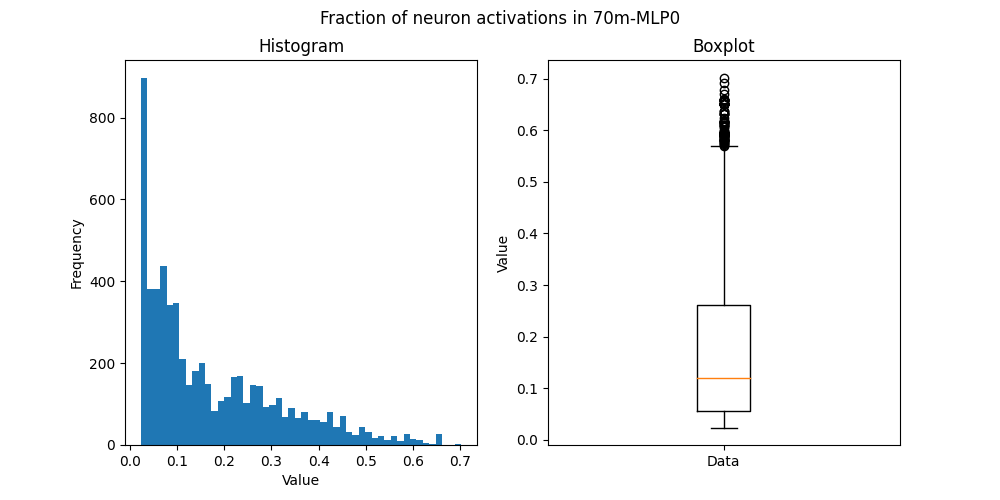 Fraction of neuron activations in 70m-MLP0
Histogram
Frequency
800
600
400
200
0
0.0 0.1 0.2 0.3 0.4 0.5 0.6 0.7
Value
Boxplot
Value
0.7
0.6
0.5
0.4
0.3
0.2
0.1
0.0
Data